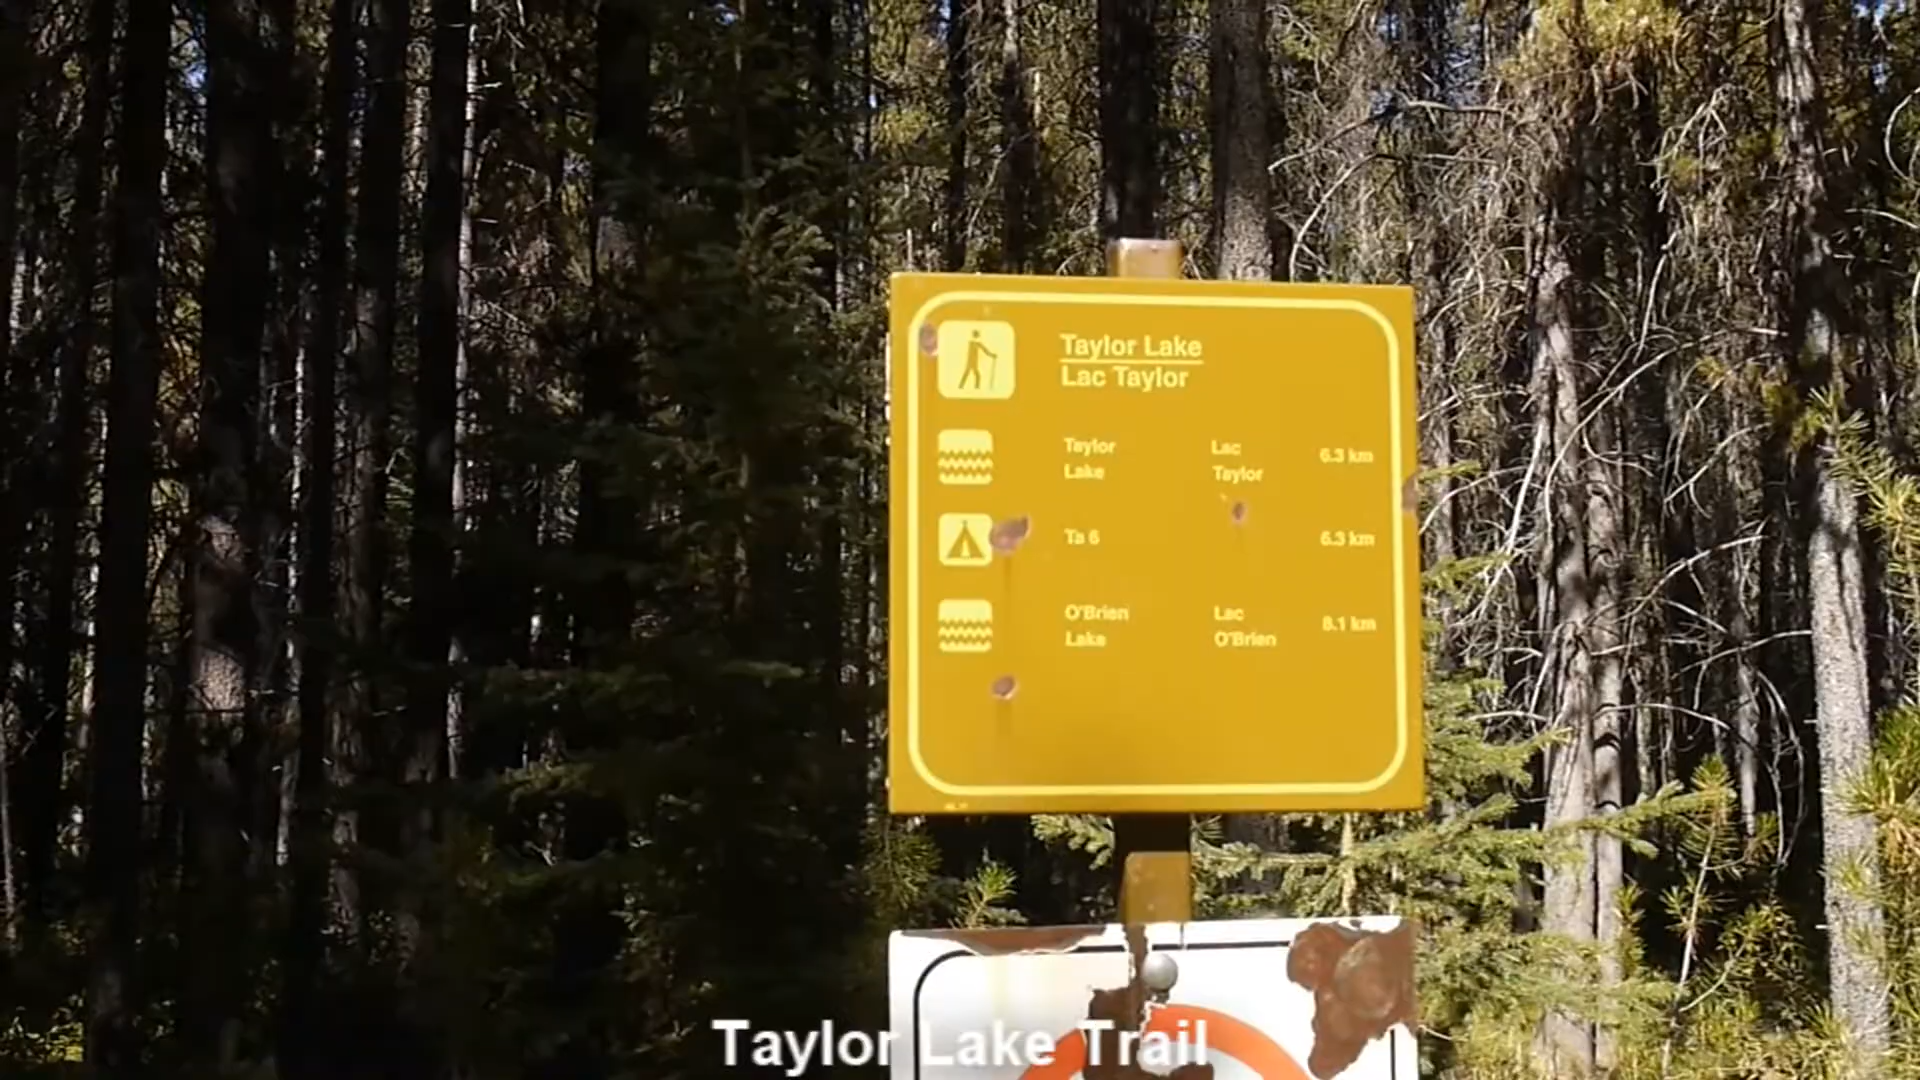 Taylor Lake
Lac Taylor
Taylor Lake Lac Taylor 6.3 km
Ta 6 6.3 km
O'Brien Lake Lac O'Brien 8.1 km
Taylor Lake Trail